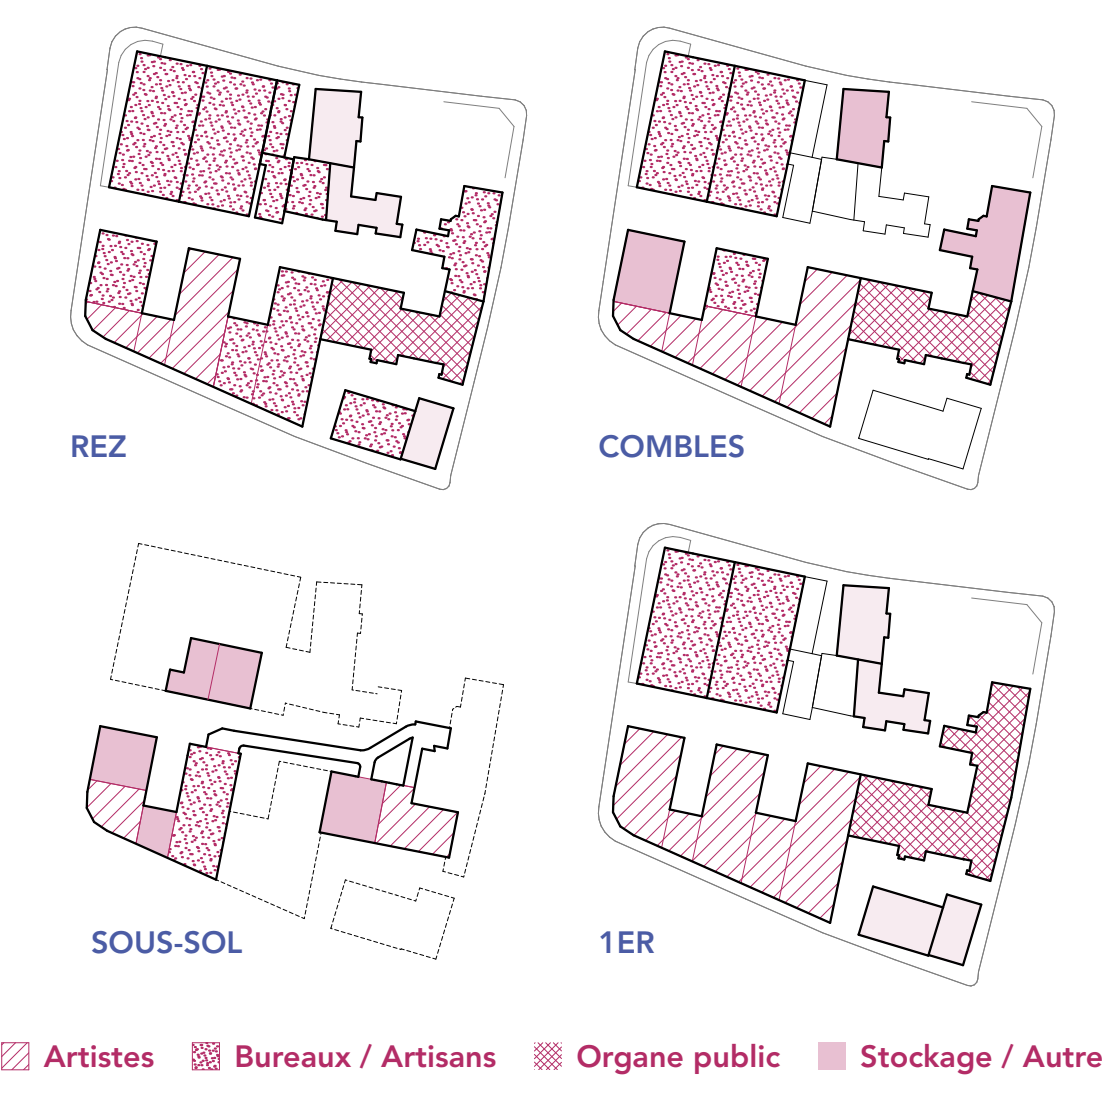 REZ
COMBLES
SOUS-SOL
1ER
Artistes
Bureaux / Artisans
Organe public
Stockage / Autre